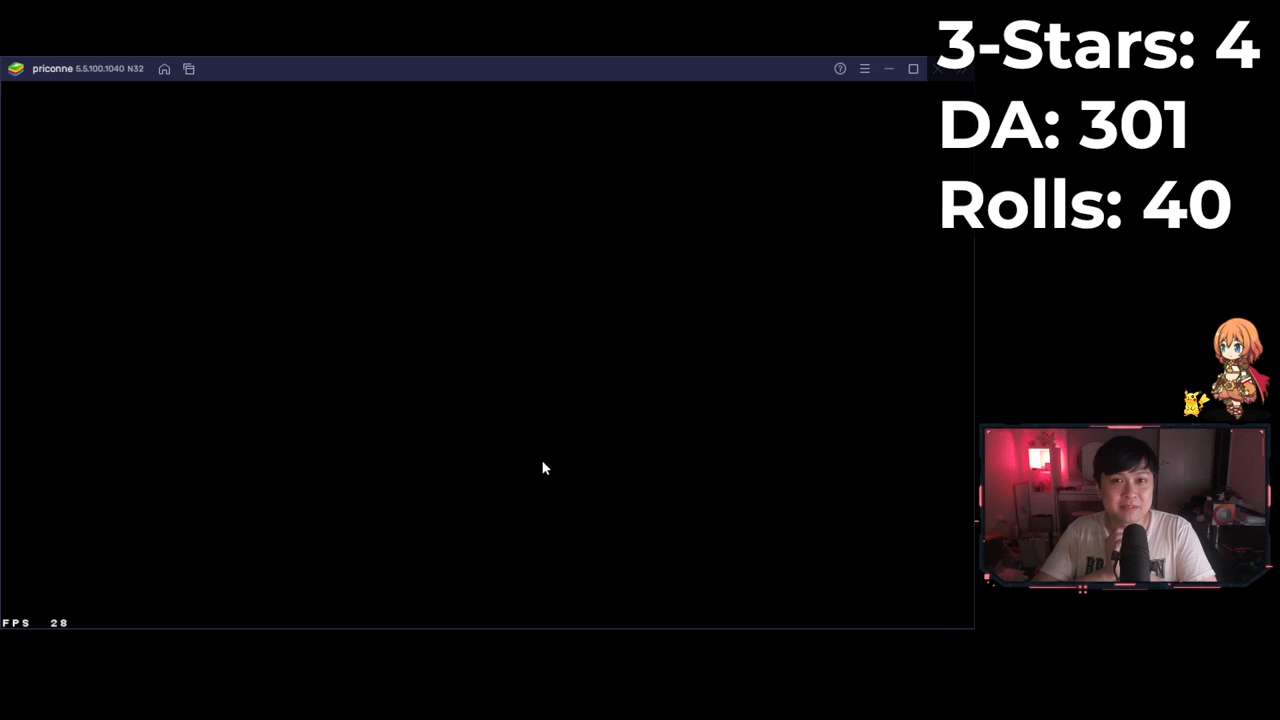 3-Stars: 4
priconne 5.5.100.1040 N32
DA: 301
Rolls: 40
FPS 28